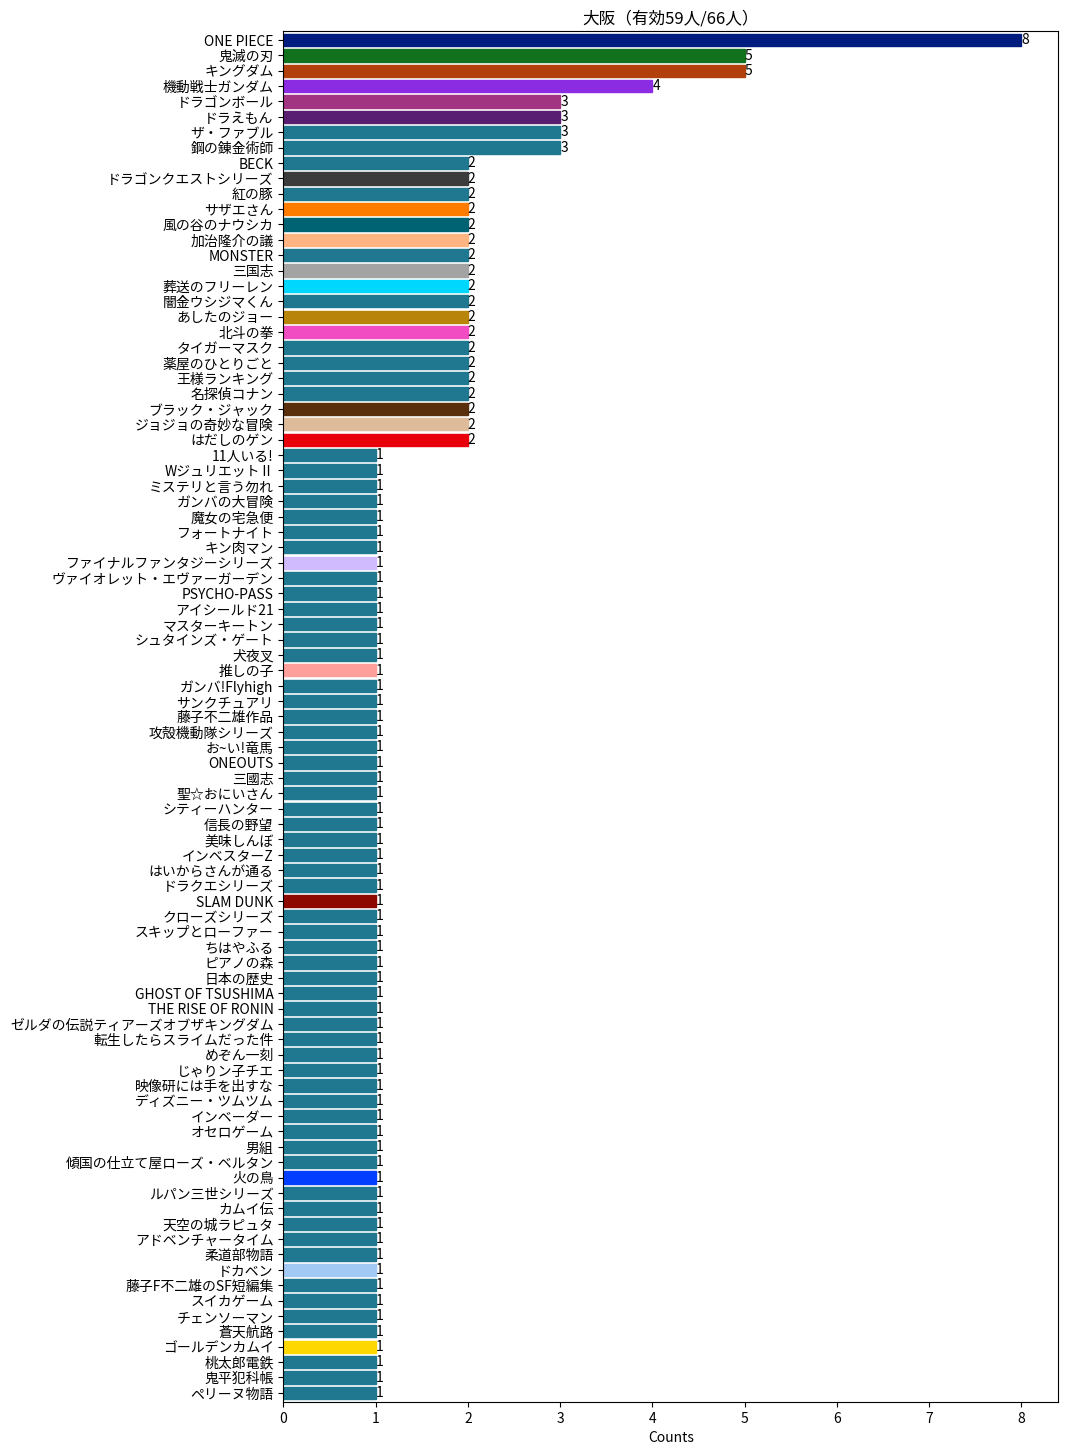 大阪（有効59人/66人）
ONE PIECE 8
鬼滅の刃 5
キングダム 5
機動戦士ガンダム 4
ドラゴンボール 3
ドラえもん 3
ザ・ファブル 3
鋼の錬金術師 3
BECK 2
ドラゴンクエストシリーズ 2
紅の豚 2
サザエさん 2
風の谷のナウシカ 2
加治隆介の議 2
MONSTER 2
三国志 2
葬送のフリーレン 2
闇金ウシジマくん 2
あしたのジョー 2
北斗の拳 2
タイガーマスク 2
薬屋のひとりごと 2
王様ランキング 2
名探偵コナン 2
ブラック・ジャック 2
ジョジョの奇妙な冒険 2
はだしのゲン 2
11人いる! 1
WジュリエットⅡ 1
ミステリと言う勿れ 1
ガンバの大冒険 1
魔女の宅急便 1
フォートナイト 1
キン肉マン 1
ファイナルファンタジーシリーズ 1
ヴァイオレット・エヴァーガーデン 1
PSYCHO-PASS 1
アイシールド21 1
マスターキートン 1
シュタインズ・ゲート 1
犬夜叉 1
推しの子 1
ガンバ!Flyhigh 1
サンクチュアリ 1
藤子不二雄作品 1
攻殻機動隊シリーズ 1
お~い!竜馬 1
ONEOUTS 1
三國志 1
聖☆おにいさん 1
シティーハンター 1
信長の野望 1
美味しんぼ 1
インベスターZ 1
はいからさんが通る 1
ドラクエシリーズ 1
SLAM DUNK 1
クローズシリーズ 1
スキップとローファー 1
ちはやふる 1
ピアノの森 1
日本の歴史 1
GHOST OF TSUSHIMA 1
THE RISE OF RONIN 1
ゼルダの伝説ティアーズオブザキングダム 1
転生したらスライムだった件 1
めぞん一刻 1
じゃりン子チエ 1
映像研には手を出すな 1
ディズニー・ツムツム 1
インベーダー 1
オセロゲーム 1
男組 1
傾国の仕立て屋ローズ・ベルタン 1
火の鳥 1
ルパン三世シリーズ 1
カムイ伝 1
天空の城ラピュタ 1
アドベンチャータイム 1
柔道部物語 1
ドカベン 1
藤子F不二雄のSF短編集 1
スイカゲーム 1
チェンソーマン 1
蒼天航路 1
ゴールデンカムイ 1
桃太郎電鉄 1
鬼平犯科帳 1
ペリーヌ物語 1
0 1 2 3 4 5 6 7 8
Counts